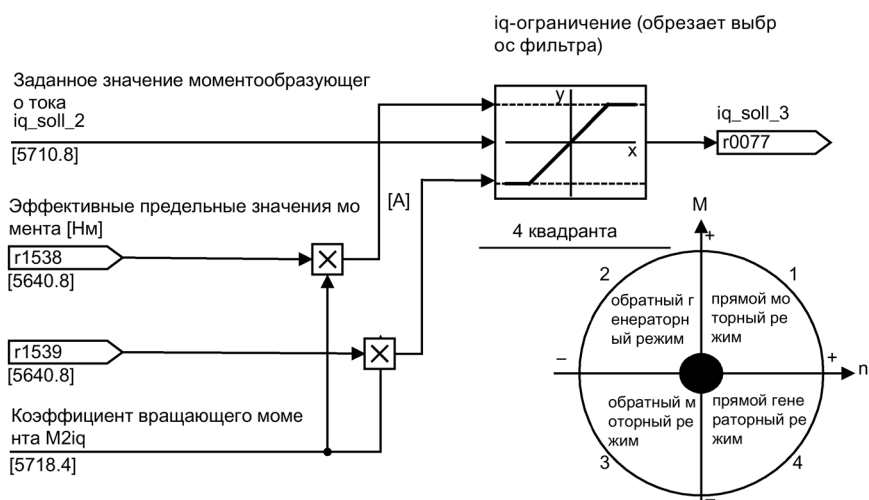 iq-ограничение (обрезает выбр
ос фильтра)
Заданное значение моментообразующег
о тока
iq_soll_2
[5710.8]
y
x
iq_soll_3
r0077
Эффективные предельные значения мо
мента [Нм]
r1538
[5640.8]
[A]
r1539
[5640.8]
Коэффициент вращающего моме
нта M2iq
[5718.4]
4 квадранта
M
+
2
1
обратный г
енераторн
ый режим
прямой мо
торный ре
жим
–
+
n
обратный м
оторный ре
жим
прямой гене
раторный ре
жим
3
4
–